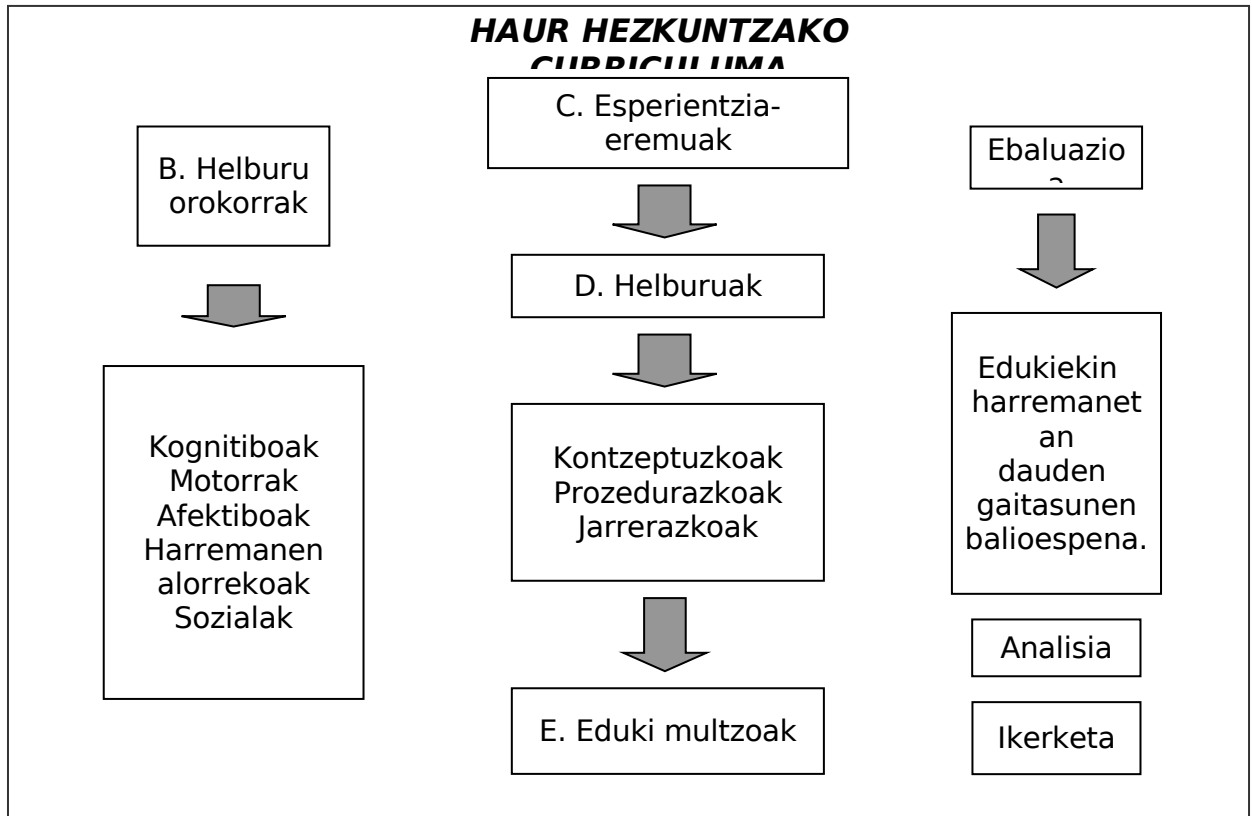 HAUR HEZKUNTZAKO
CURRICULUMA
B. Helburu
orokorrak
Kognitiboak
Motorrak
Afektiboak
Harremanen
alorrekoak
Sozialak
C. Esperientzia-
eremuak
D. Helburuak
Kontzeptuzkoak
Prozedurazkoak
Jarrerazkoak
E. Eduki multzoak
Ebaluazio
a
Edukiekin
harremanet
an
dauden
gaitasunen
balioespena.
Analisia
Ikerketa